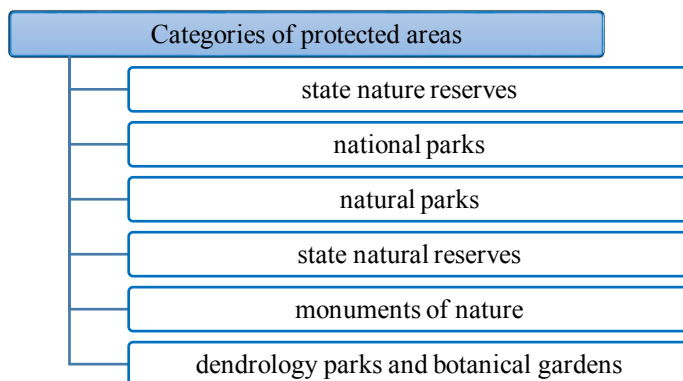 Categories of protected areas
state nature reserves
national parks
natural parks
state natural reserves
monuments of nature
dendrology parks and botanical gardens